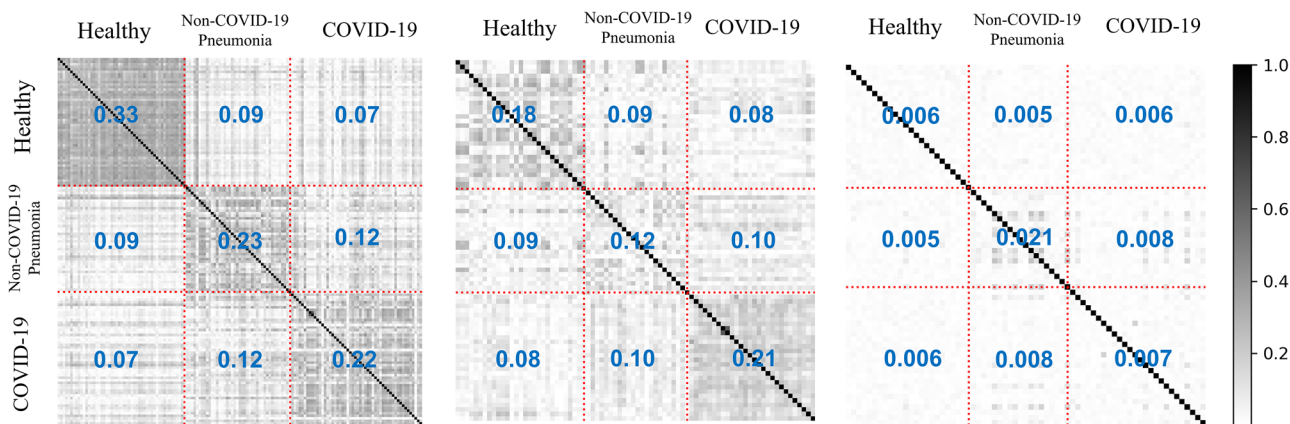 Healthy
Non-COVID-19
Pneumonia
COVID-19
Healthy
0.33
0.09
0.07
Non-COVID-19
Pneumonia
0.09
0.23
0.12
COVID-19
0.07
0.12
0.22
Healthy
Non-COVID-19
Pneumonia
COVID-19
0.18
0.09
0.08
0.09
0.12
0.10
0.08
0.10
0.21
Healthy
Non-COVID-19
Pneumonia
COVID-19
0.006
0.005
0.006
0.005
0.021
0.008
0.006
0.008
0.007
1.0
0.8
0.6
0.4
0.2